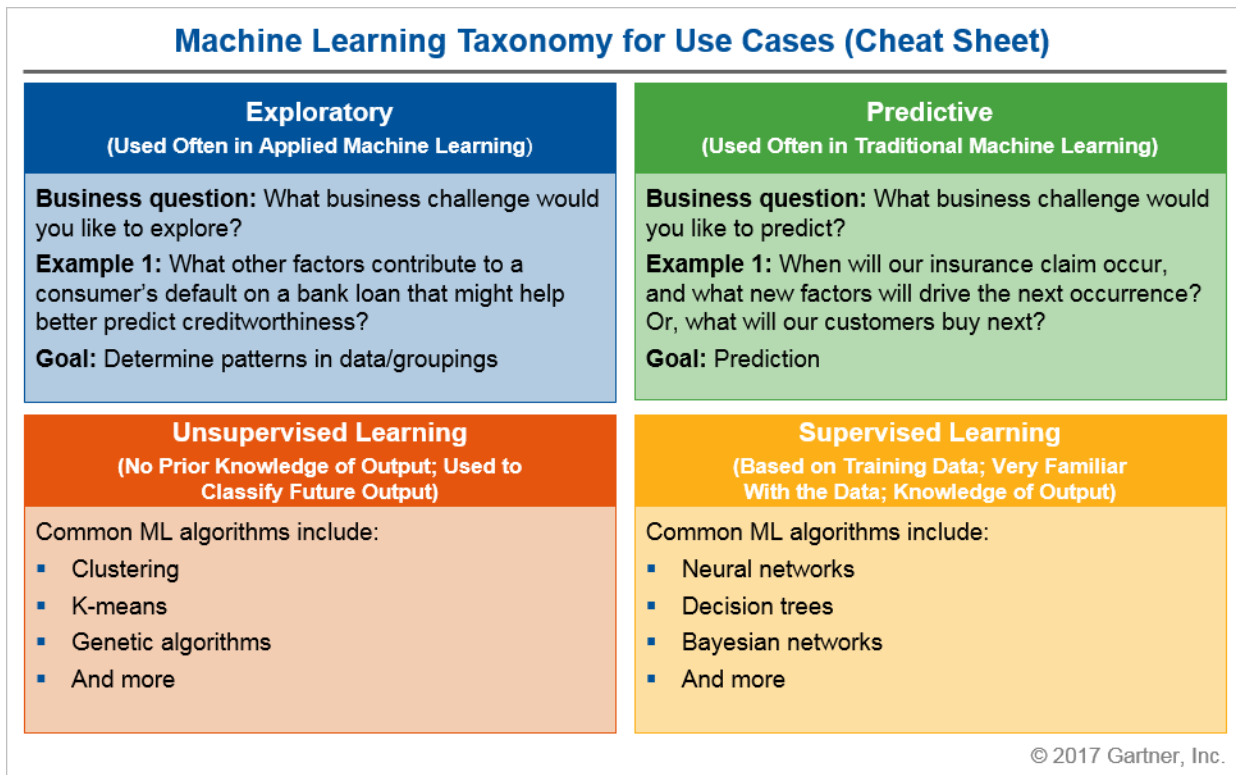 Machine Learning Taxonomy for Use Cases (Cheat Sheet)
Exploratory
(Used Often in Applied Machine Learning)
Business question: What business challenge would
you like to explore?
Example 1: What other factors contribute to a
consumer's default on a bank loan that might help
better predict creditworthiness?
Goal: Determine patterns in data/groupings
Predictive
(Used Often in Traditional Machine Learning)
Business question: What business challenge would
you like to predict?
Example 1: When will our insurance claim occur,
and what new factors will drive the next occurrence?
Or, what will our customers buy next?
Goal: Prediction
Unsupervised Learning
(No Prior Knowledge of Output; Used to
Classify Future Output)
Common ML algorithms include:
▪ Clustering
▪ K-means
▪ Genetic algorithms
▪ And more
Supervised Learning
(Based on Training Data; Very Familiar
With the Data; Knowledge of Output)
Common ML algorithms include:
▪ Neural networks
▪ Decision trees
▪ Bayesian networks
▪ And more
© 2017 Gartner, Inc.